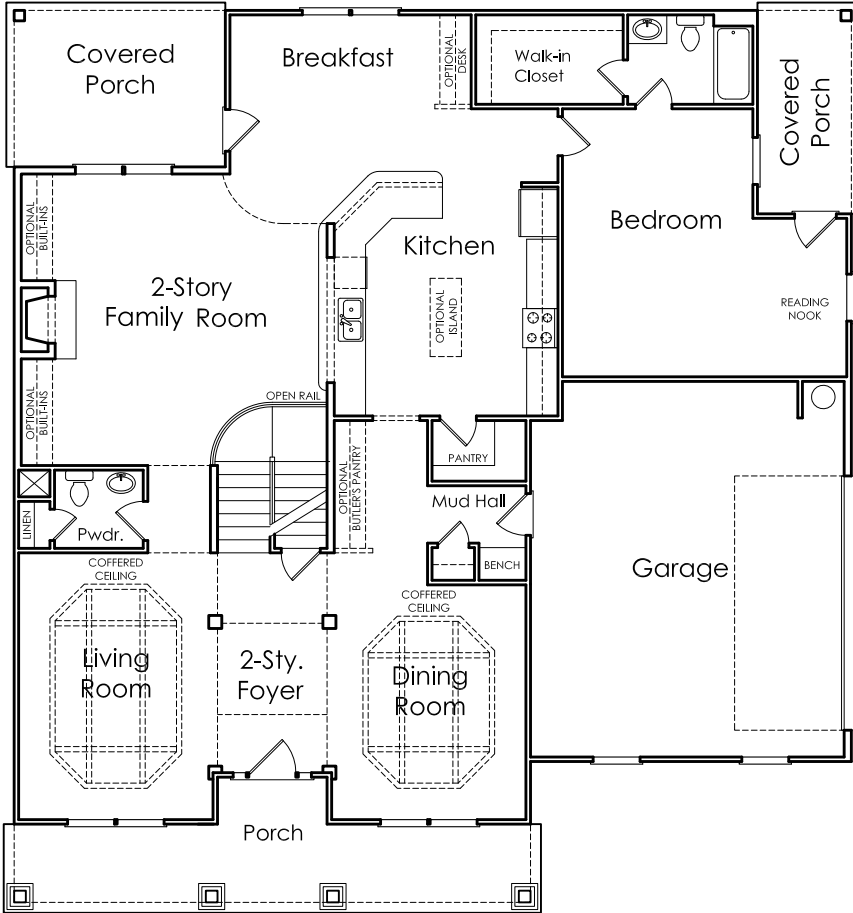 Covered
Porch
Breakfast
OPTIONAL
DESK
Walk-in
Closet
Covered
Porch
OPTIONAL
BUILT-INS
2-Story
Family Room
Kitchen
OPTIONAL
ISLAND
Bedroom
READING
NOOK
OPTIONAL
BUILT-INS
OPEN RAIL
PANTRY
OPTIONAL
BUTLER'S PANTRY
Mud Hall
LINEN
Pwdr.
BENCH
Garage
COFFERED
CEILING
COFFERED
CEILING
Living
Room
2-Sty.
Foyer
Dining
Room
Porch